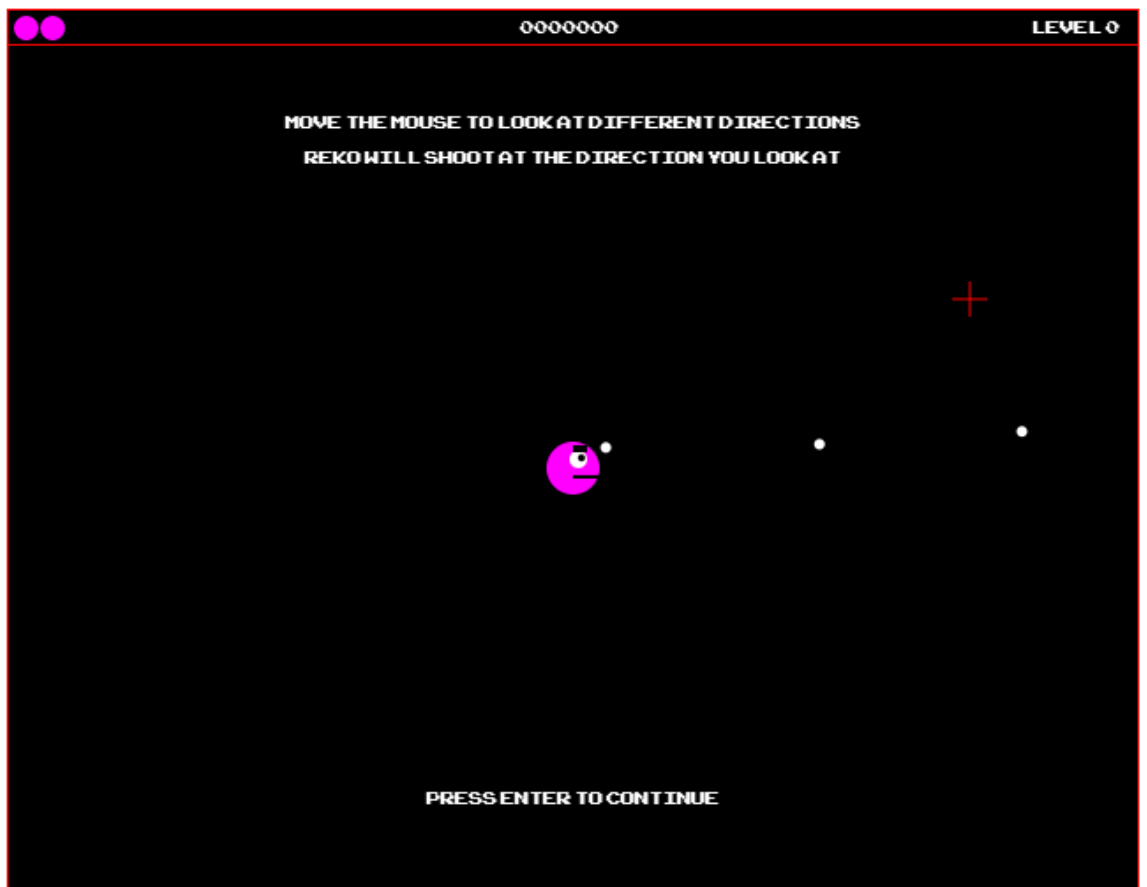 0000000 LEVEL 0
MOVE THE MOUSE TO LOOK AT DIFFERENT DIRECTIONS
REKO WILL SHOOT AT THE DIRECTION YOU LOOK AT
PRESS ENTER TO CONTINUE